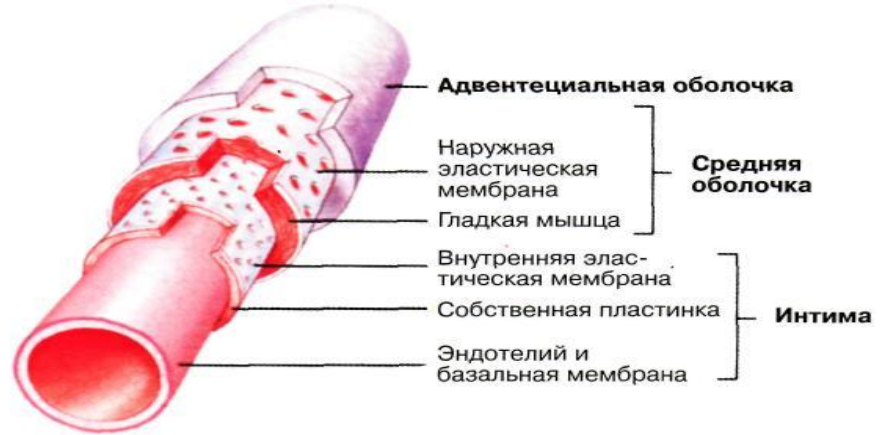 Адвентециальная оболочка
Наружная
эластическая
мембрана
Средняя
оболочка
Гладкая мышца
Внутренняя элас-
тическая мембрана
Собственная пластинка
Интима
Эндотелий и
базальная мембрана